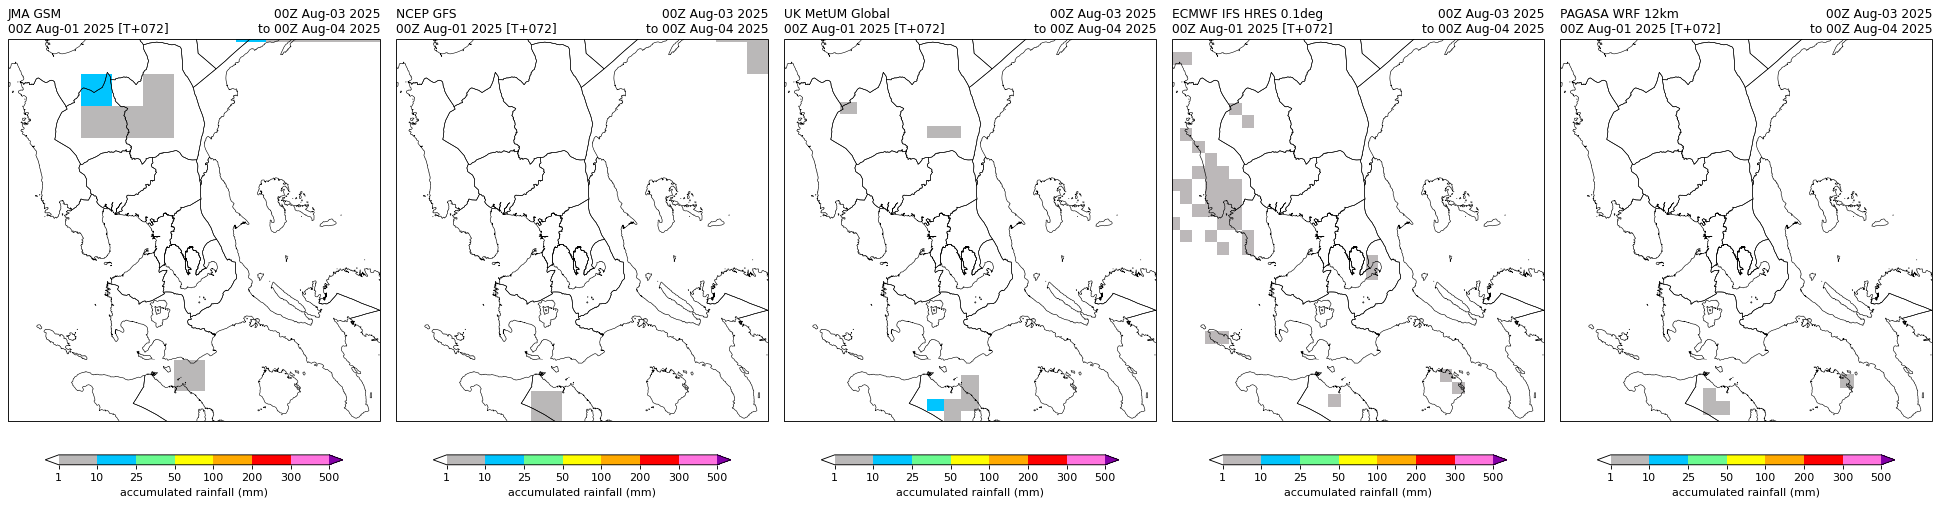 JMA GSM 00Z Aug-03 2025
00Z Aug-01 2025 [T+072] to 00Z Aug-04 2025
1 10 25 50 100 200 300 500
accumulated rainfall (mm)
NCEP GFS 00Z Aug-03 2025
00Z Aug-01 2025 [T+072] to 00Z Aug-04 2025
1 10 25 50 100 200 300 500
accumulated rainfall (mm)
UK MetUM Global 00Z Aug-03 2025
00Z Aug-01 2025 [T+072] to 00Z Aug-04 2025
1 10 25 50 100 200 300 500
accumulated rainfall (mm)
ECMWF IFS HRES 0.1deg 00Z Aug-03 2025
00Z Aug-01 2025 [T+072] to 00Z Aug-04 2025
1 10 25 50 100 200 300 500
accumulated rainfall (mm)
PAGASA WRF 12km 00Z Aug-03 2025
00Z Aug-01 2025 [T+072] to 00Z Aug-04 2025
1 10 25 50 100 200 300 500
accumulated rainfall (mm)